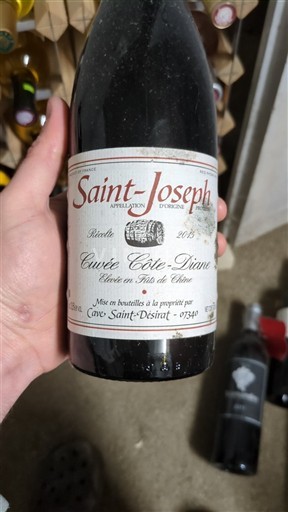 Saint-Joseph
APPELLATION D'ORIGINE
Récolte 2015
Cuvée Côte-Diane
Elevée en Fûts de Chêne
Mise en bouteilles à la propriété par
Cave Saint-Désirat - 07340